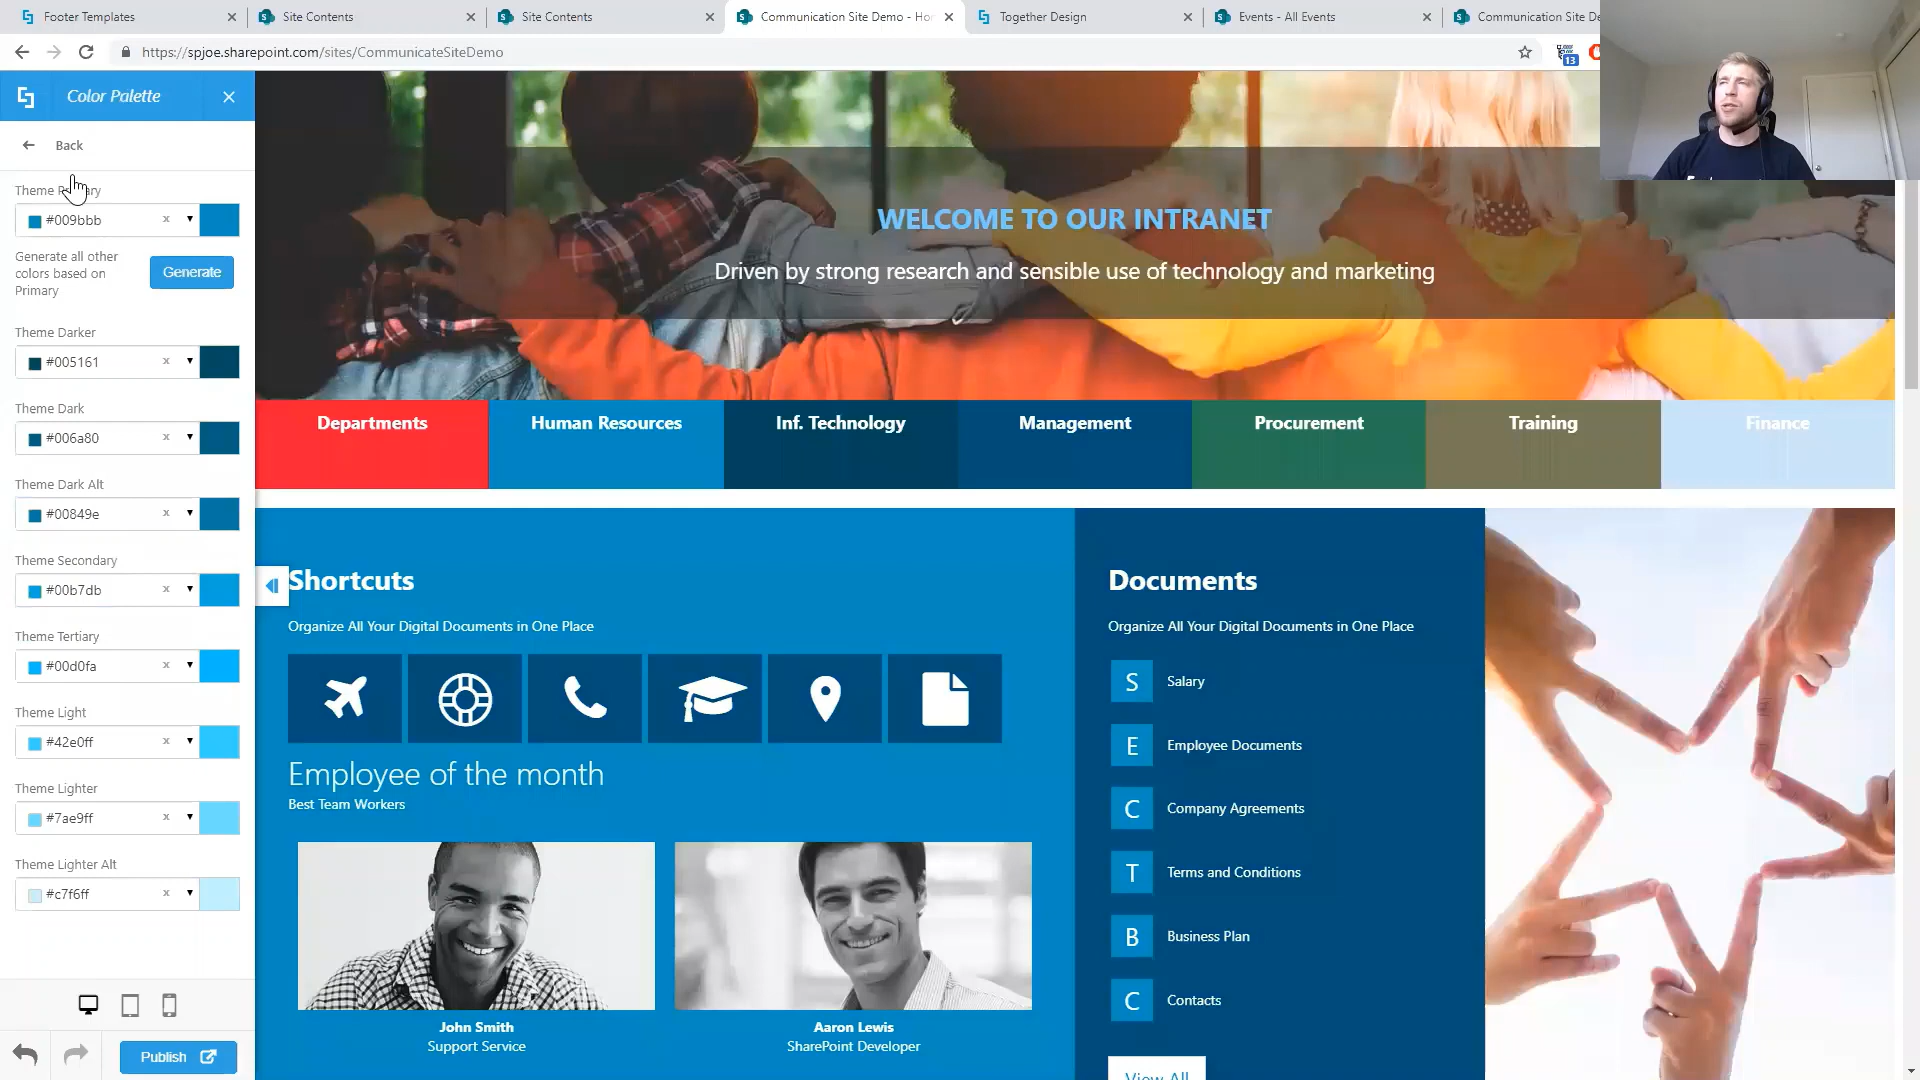 Footer Templates
Site Contents
Site Contents
Communication Site Demo - Ho
Together Design
Events - All Events
Communication Site De
https://spjoe.sharepoint.com/sites/CommunicateSiteDemo
13
Color Palette
Back
Theme Primary
#009bbb
Generate all other
colors based on
Primary
Generate
Theme Darker
#005161
Theme Dark
#006a80
Theme Dark Alt
#00849e
Theme Secondary
#00b7db
Theme Tertiary
#00d0fa
Theme Light
#42e0ff
Theme Lighter
#7ae9ff
Theme Lighter Alt
#c7f6ff
Publish
WELCOME TO OUR INTRANET
Driven by strong research and sensible use of technology and marketing
Departments
Human Resources
Inf. Technology
Management
Procurement
Training
Finance
Shortcuts
Organize All Your Digital Documents in One Place
Employee of the month
Best Team Workers
John Smith
Support Service
Aaron Lewis
SharePoint Developer
Documents
Organize All Your Digital Documents in One Place
S Salary
E Employee Documents
C Company Agreements
T Terms and Conditions
B Business Plan
C Contacts
View All